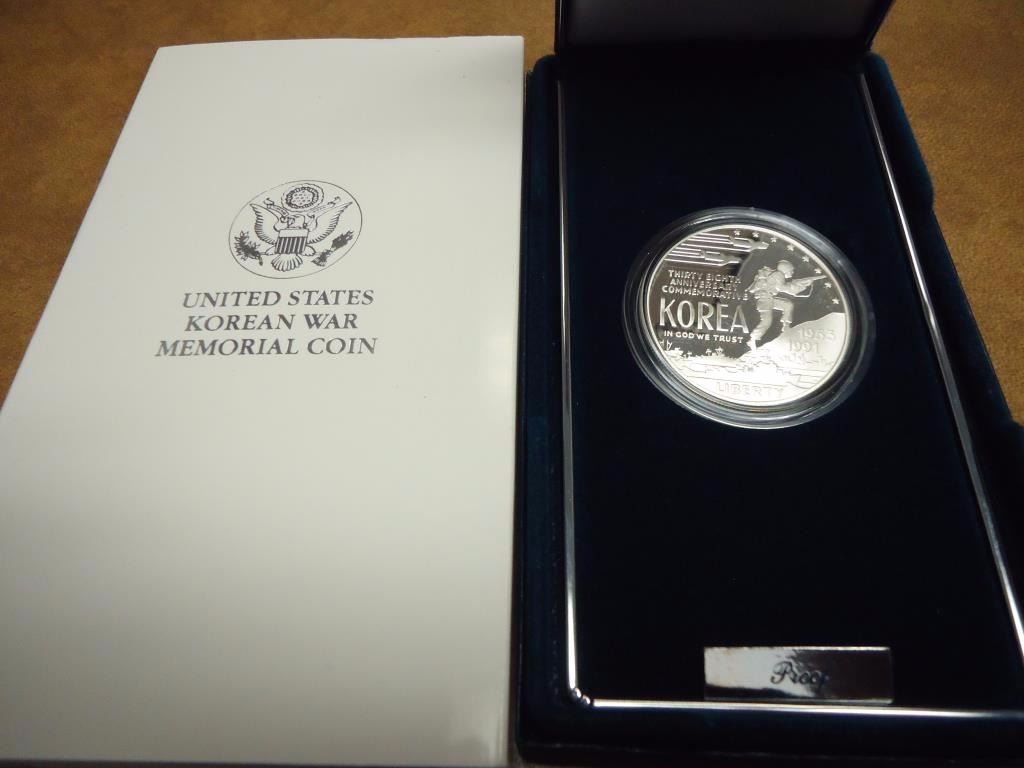 UNITED STATES
KOREAN WAR
MEMORIAL COIN
THIRTY EIGHTH
ANNIVERSARY
COMMEMORATIVE
KOREA
IN GOD WE TRUST
1953
1991
LIBERTY
Proof